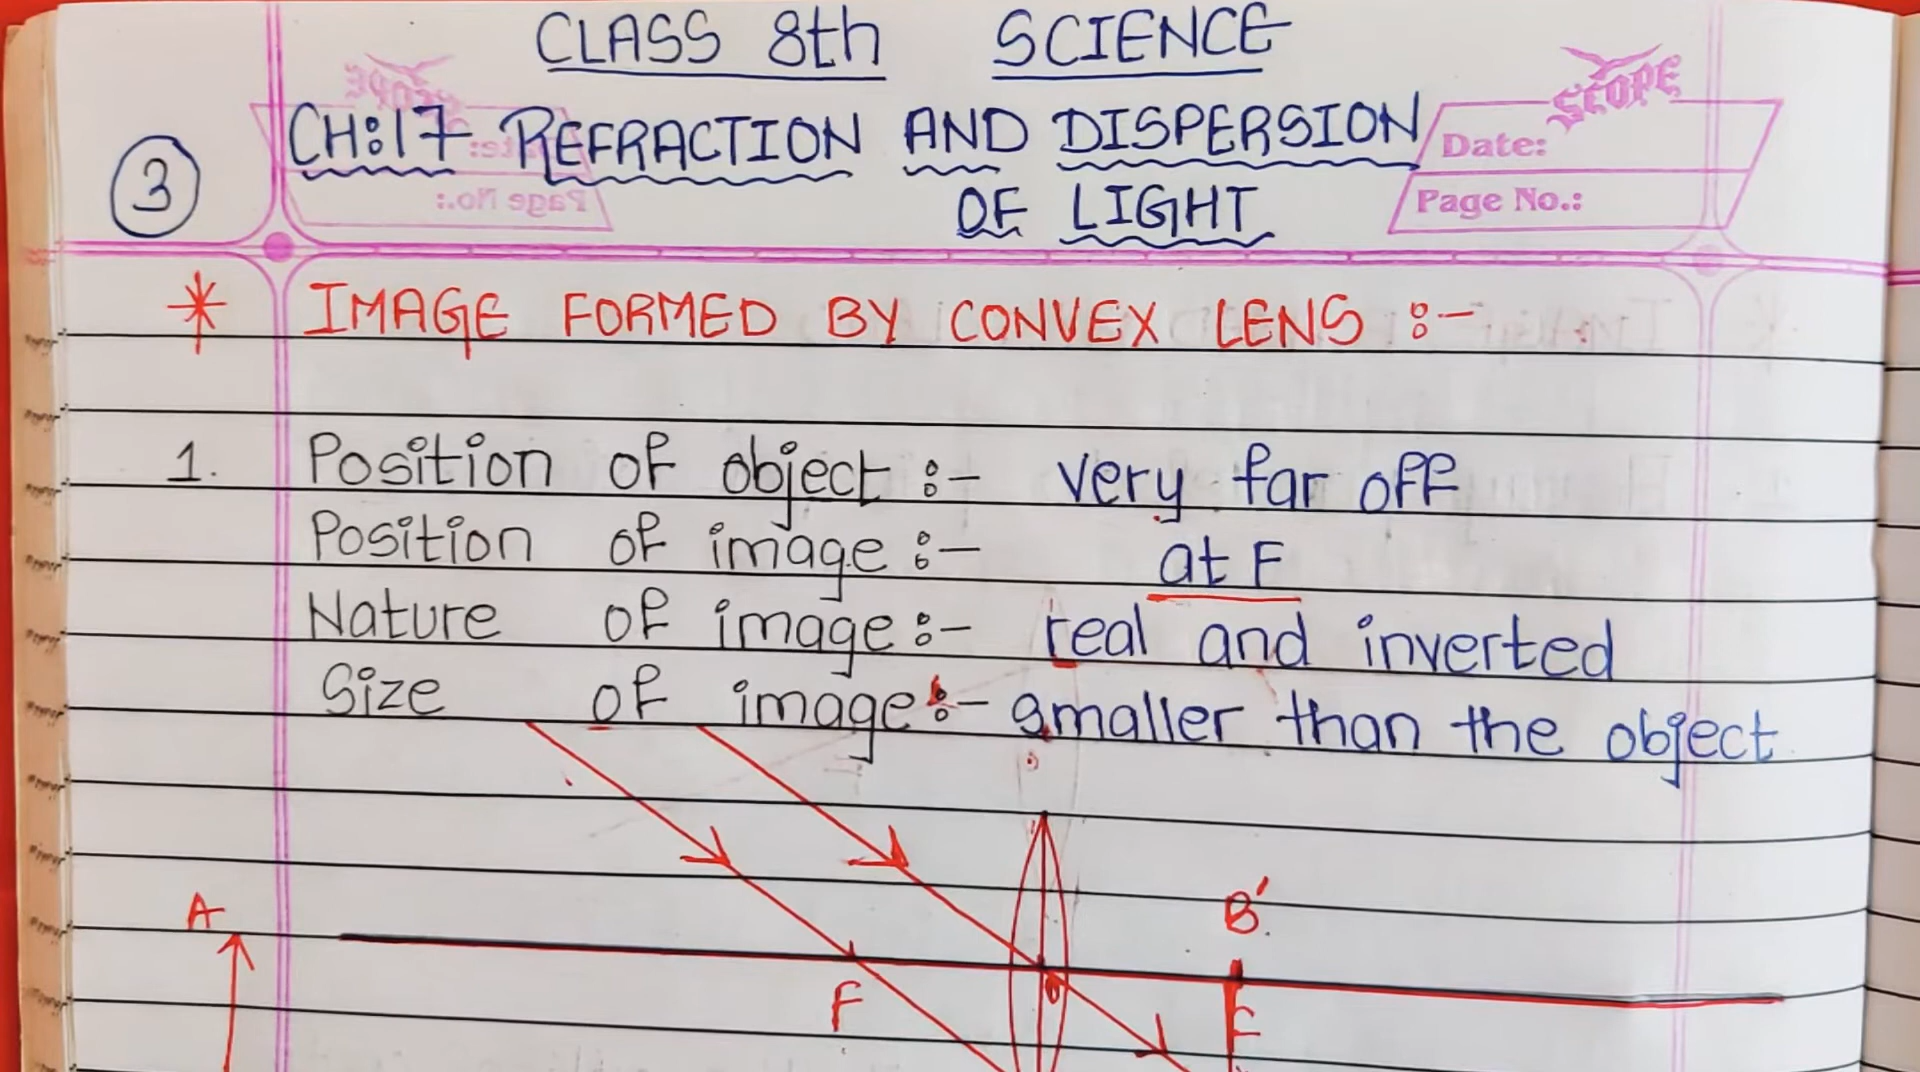 CLASS 8th SCIENCE
SCOPE
CH:17 REFRACTION AND DISPERSION
Date:
3
OF LIGHT
Page No.:
* IMAGE FORMED BY CONVEX LENS :-
1. Position of object :- very far off
Position of image :- at F
Nature of image :- real and inverted
Size of image :- smaller than the object
A
B'
F
O
F